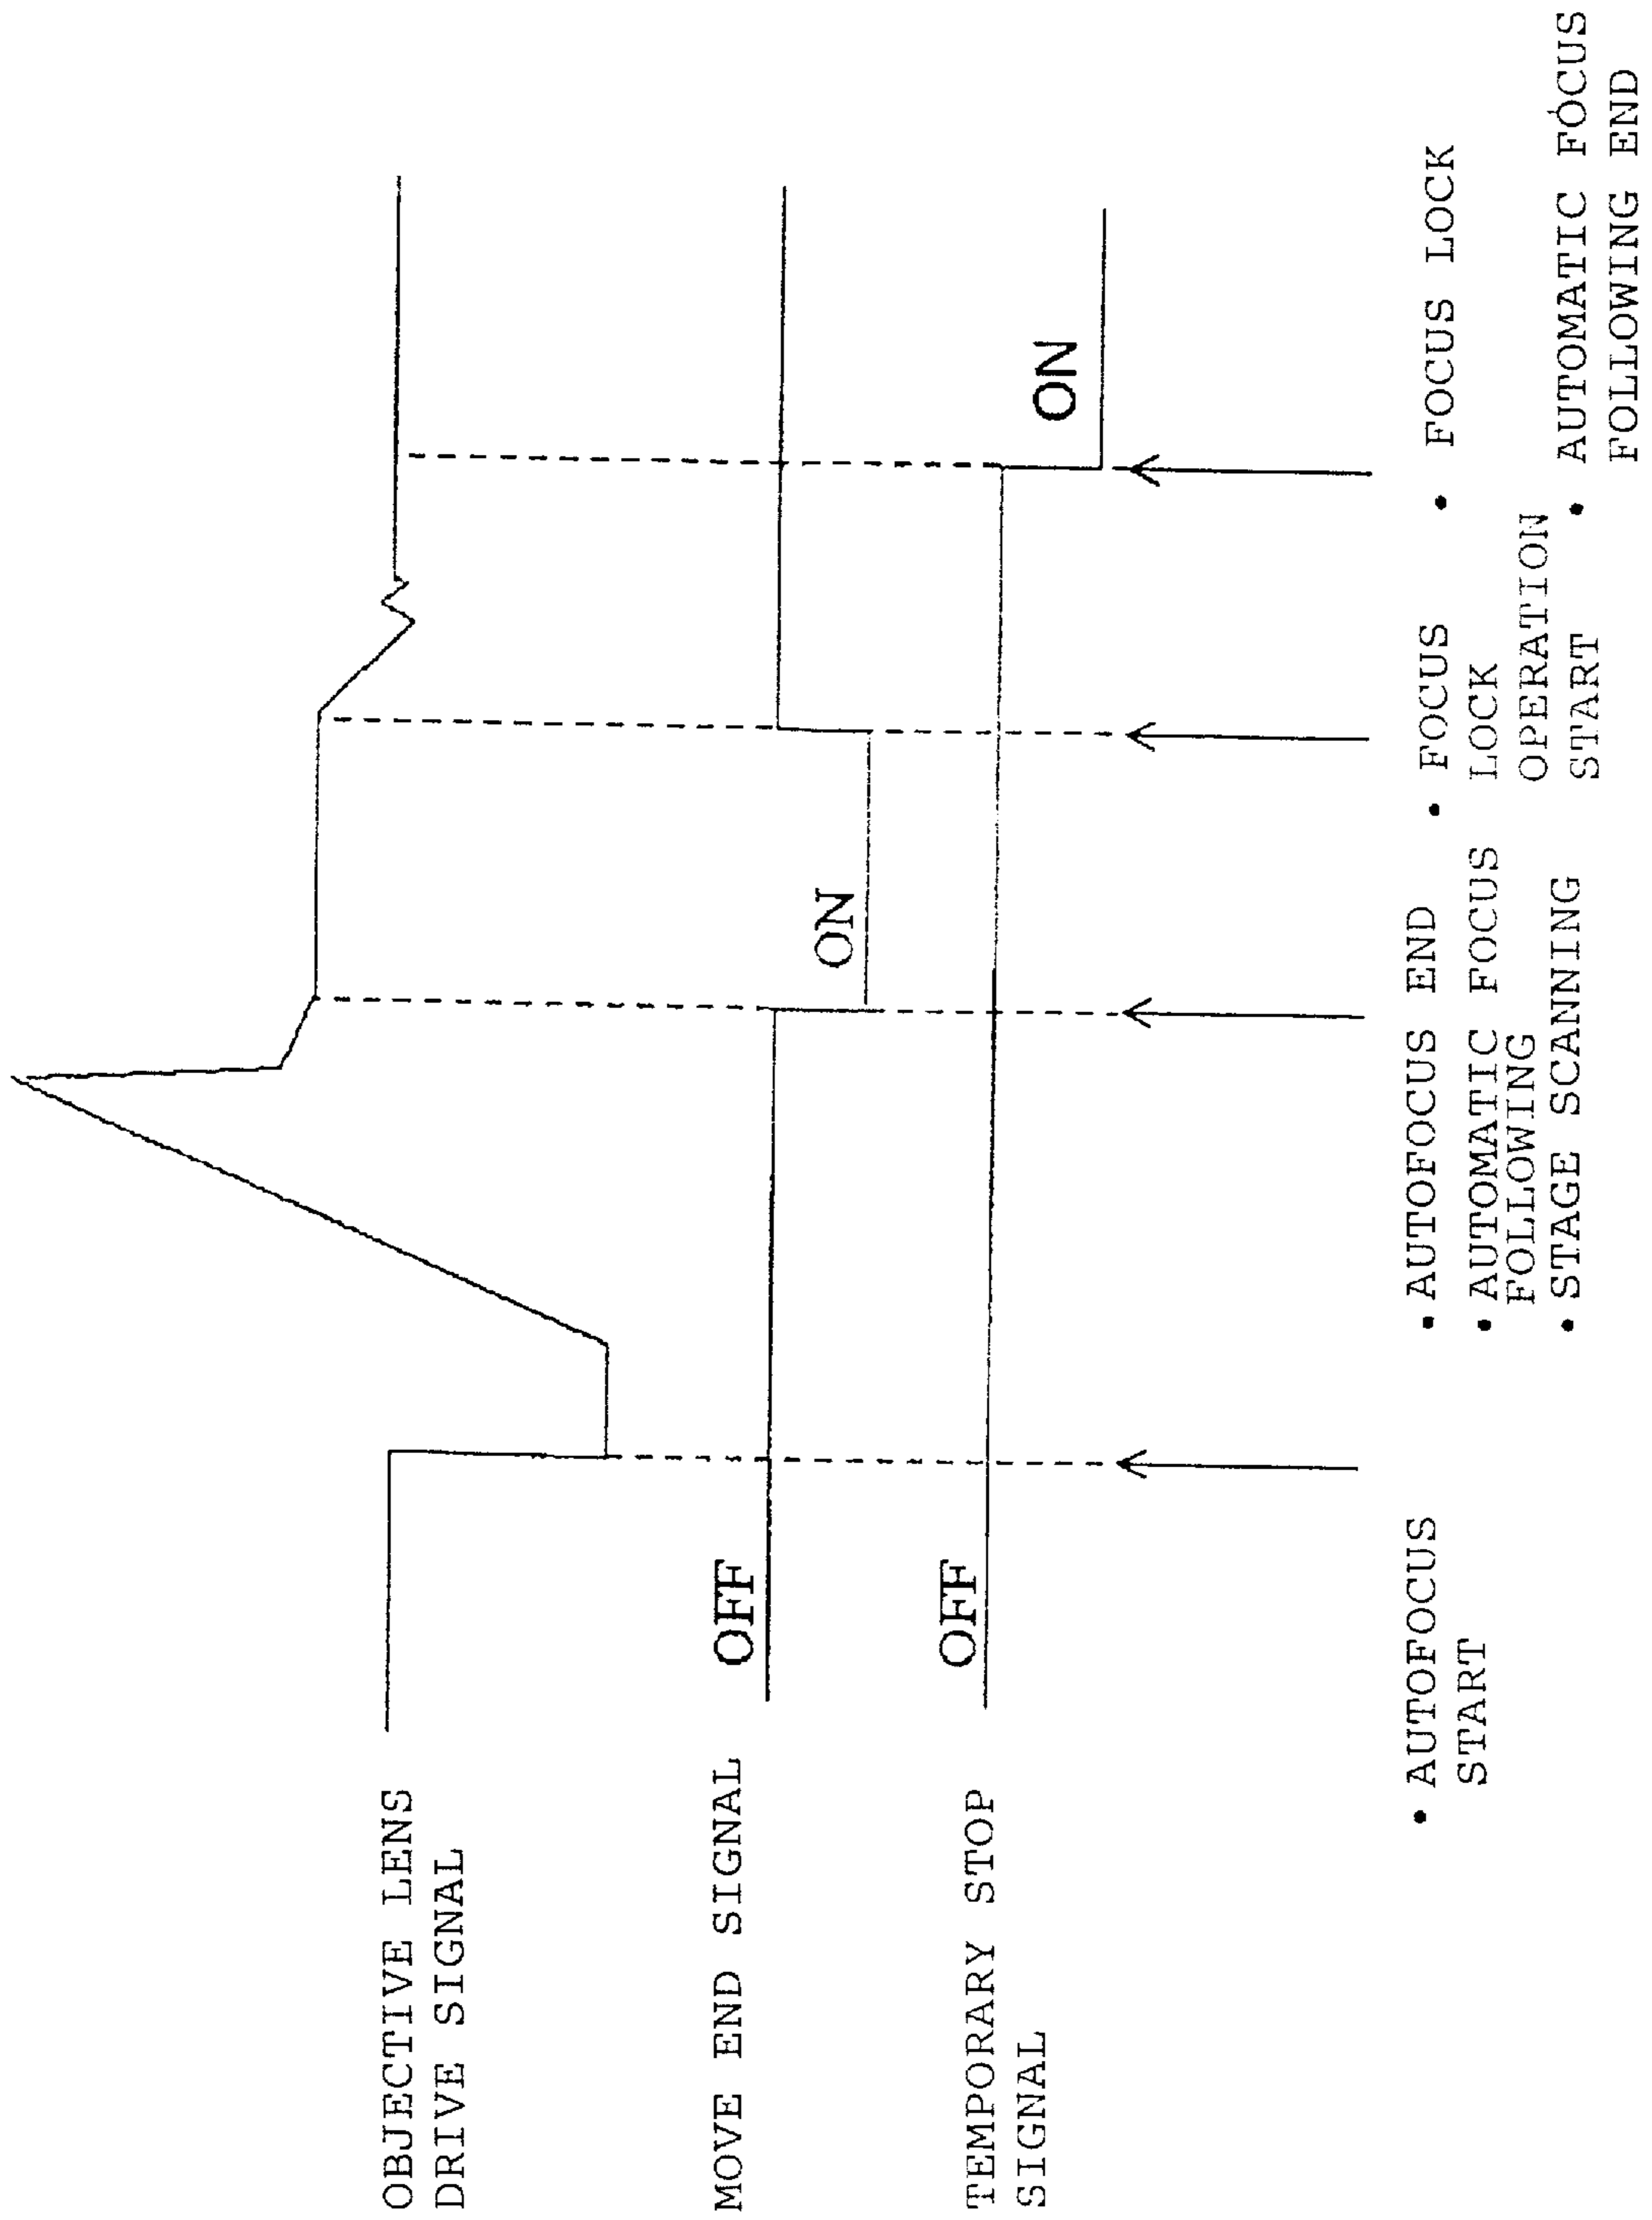 OBJECTIVE LENS
DRIVE SIGNAL
MOVE END SIGNAL
OFF
ON
TEMPORARY STOP
SIGNAL
OFF
ON
• AUTOFOCUS
START
• AUTOFOCUS END
• AUTOMATIC FOCUS
FOLLOWING
• STAGE SCANNING
• FOCUS
LOCK
OPERATION
START
• FOCUS LOCK
• AUTOMATIC FOCUS
FOLLOWING END